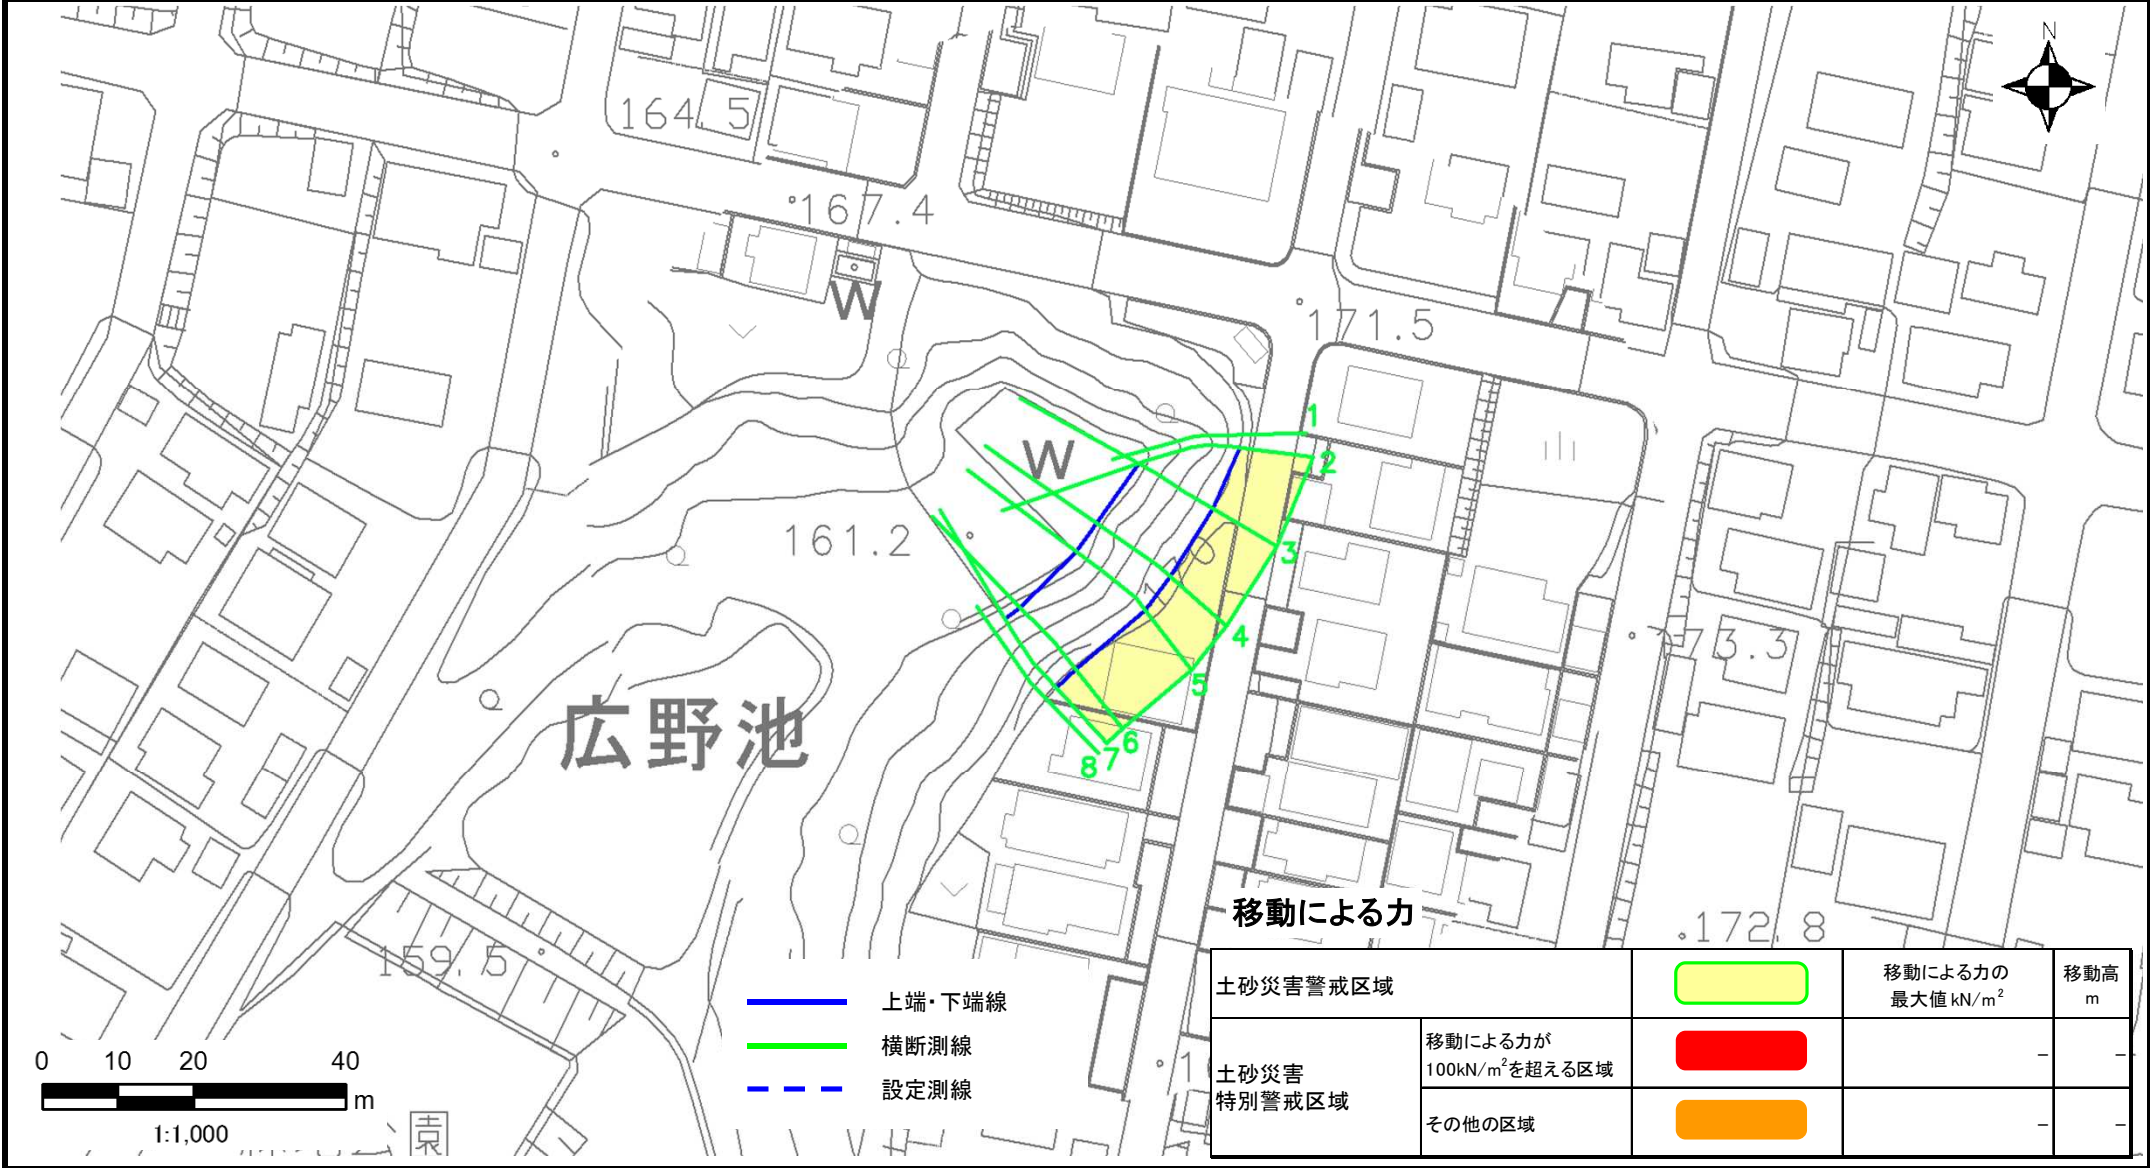 N
164.5
167.4
W
171.5
1
W
2
161.2
3
4
173.3
5
広野池
6
7
8
移動による力
172.8
159.5
土砂災害警戒区域
移動による力の
最大値kN/m²
移動高
m
上端・下端線
横断測線
設定測線
移動による力が
100kN/m²を超える区域
－
－
土砂災害
特別警戒区域
その他の区域
－
－
0 10 20 40
m
1:1,000
園